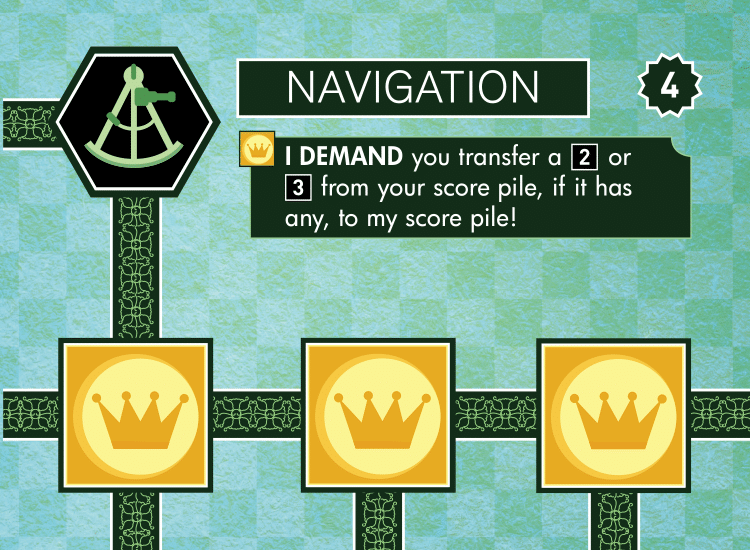 NAVIGATION
4
I DEMAND you transfer a 2 or
3 from your score pile, if it has
any, to my score pile!